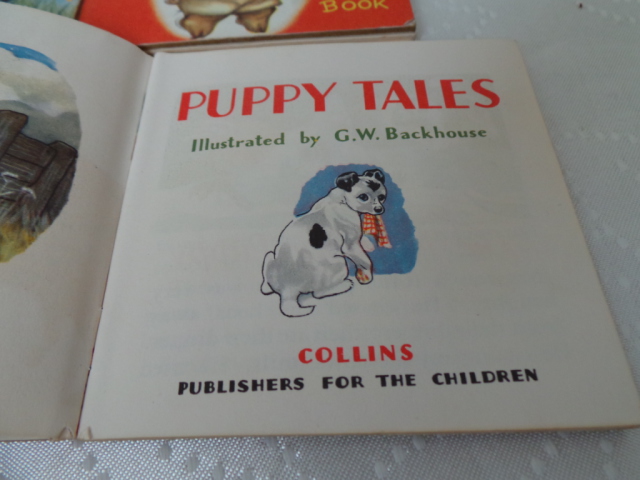 BOOK
PUPPY TALES
Illustrated by G.W. Backhouse
COLLINS
PUBLISHERS FOR THE CHILDREN